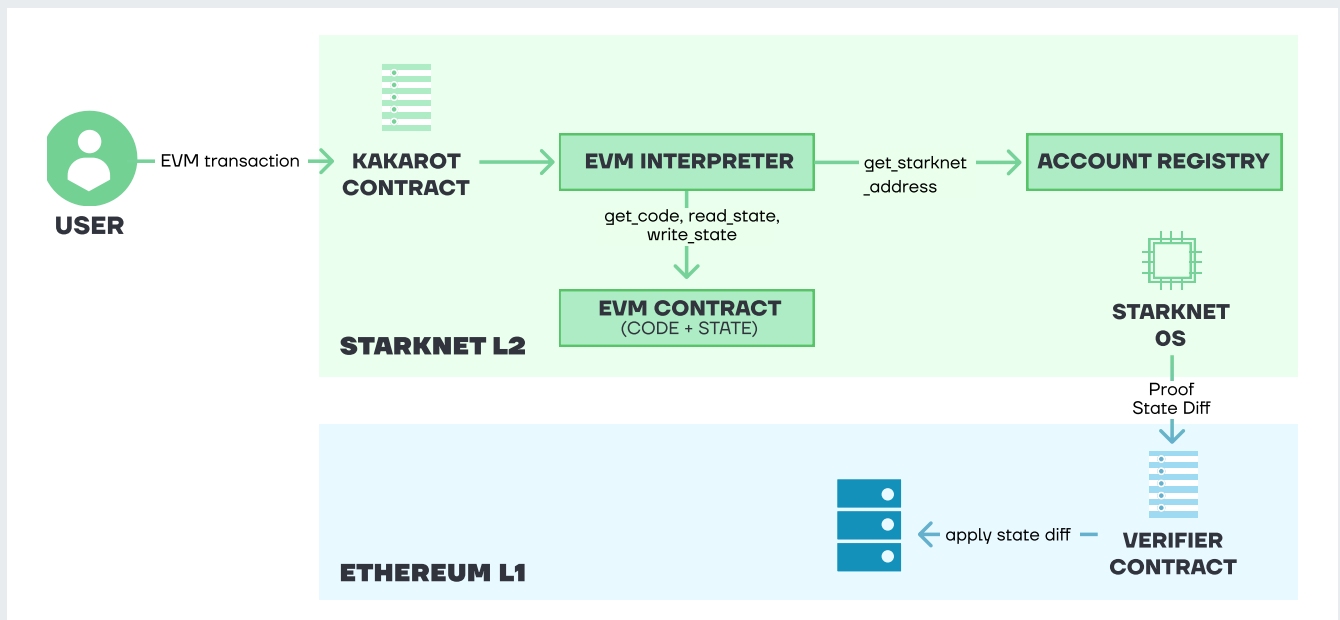 EVM transaction
USER
KAKAROT
CONTRACT
EVM INTERPRETER
get_starknet
_address
ACCOUNT REGISTRY
get_code, read_state,
write_state
EVM CONTRACT
(CODE + STATE)
STARKNET L2
STARKNET
OS
Proof
State Diff
VERIFIER
CONTRACT
apply state diff
ETHEREUM L1